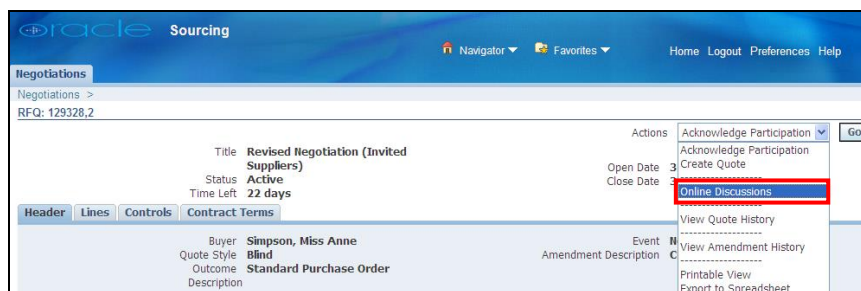 Oracle Sourcing
Navigator Favorites Home Logout Preferences Help
Negotiations
Negotiations >
RFQ: 129328,2
Actions Acknowledge Participation Go
Acknowledge Participation
Create Quote
-------------------
Online Discussions
-------------------
View Quote History
-------------------
View Amendment History
-------------------
Printable View
Export to Spreadsheet
Title Revised Negotiation (Invited
Suppliers)
Status Active
Time Left 22 days
Open Date 3
Close Date
Header Lines Controls Contract Terms
Buyer Simpson, Miss Anne
Quote Style Blind
Outcome Standard Purchase Order
Description
Event
Amendment Description